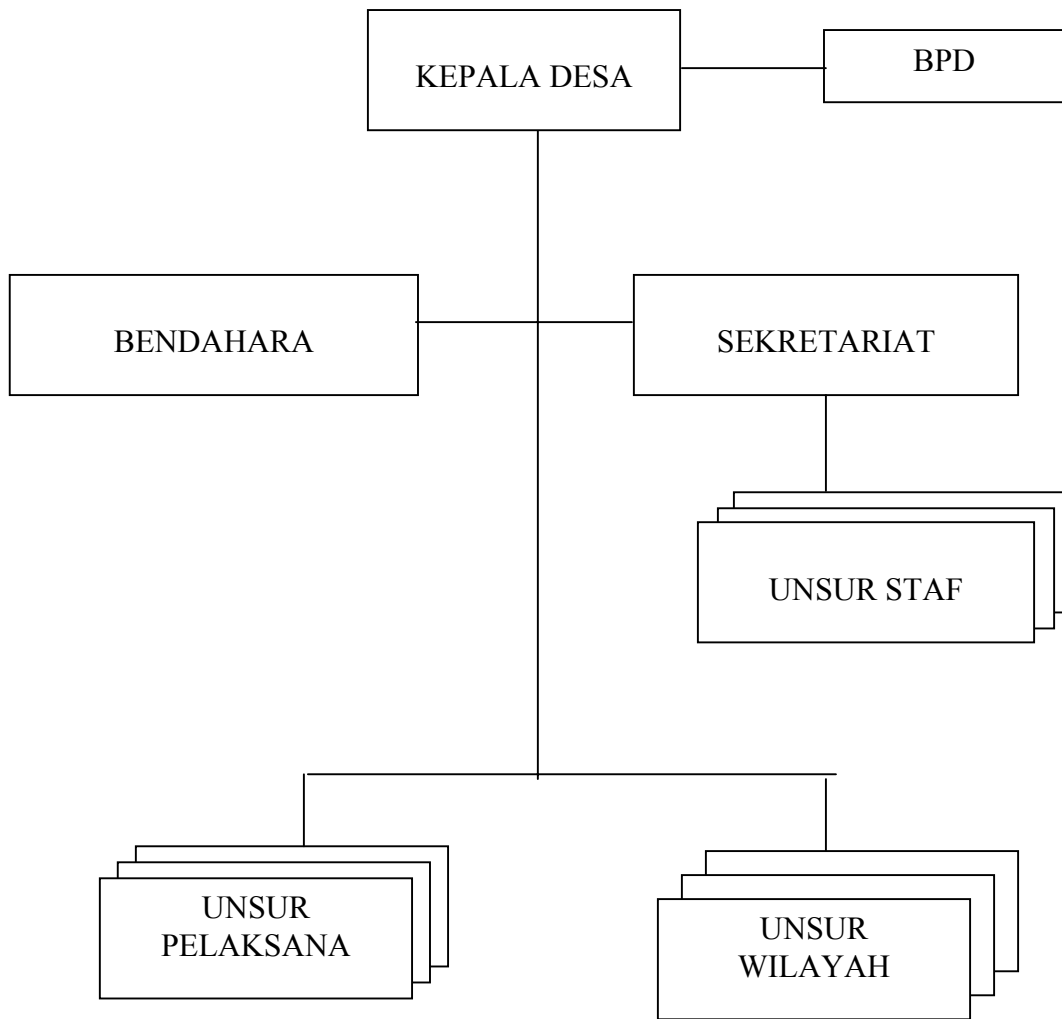 KEPALA DESA
BPD
BENDAHARA
SEKRETARIAT
UNSUR STAF
UNSUR
PELAKSANA
UNSUR
WILAYAH